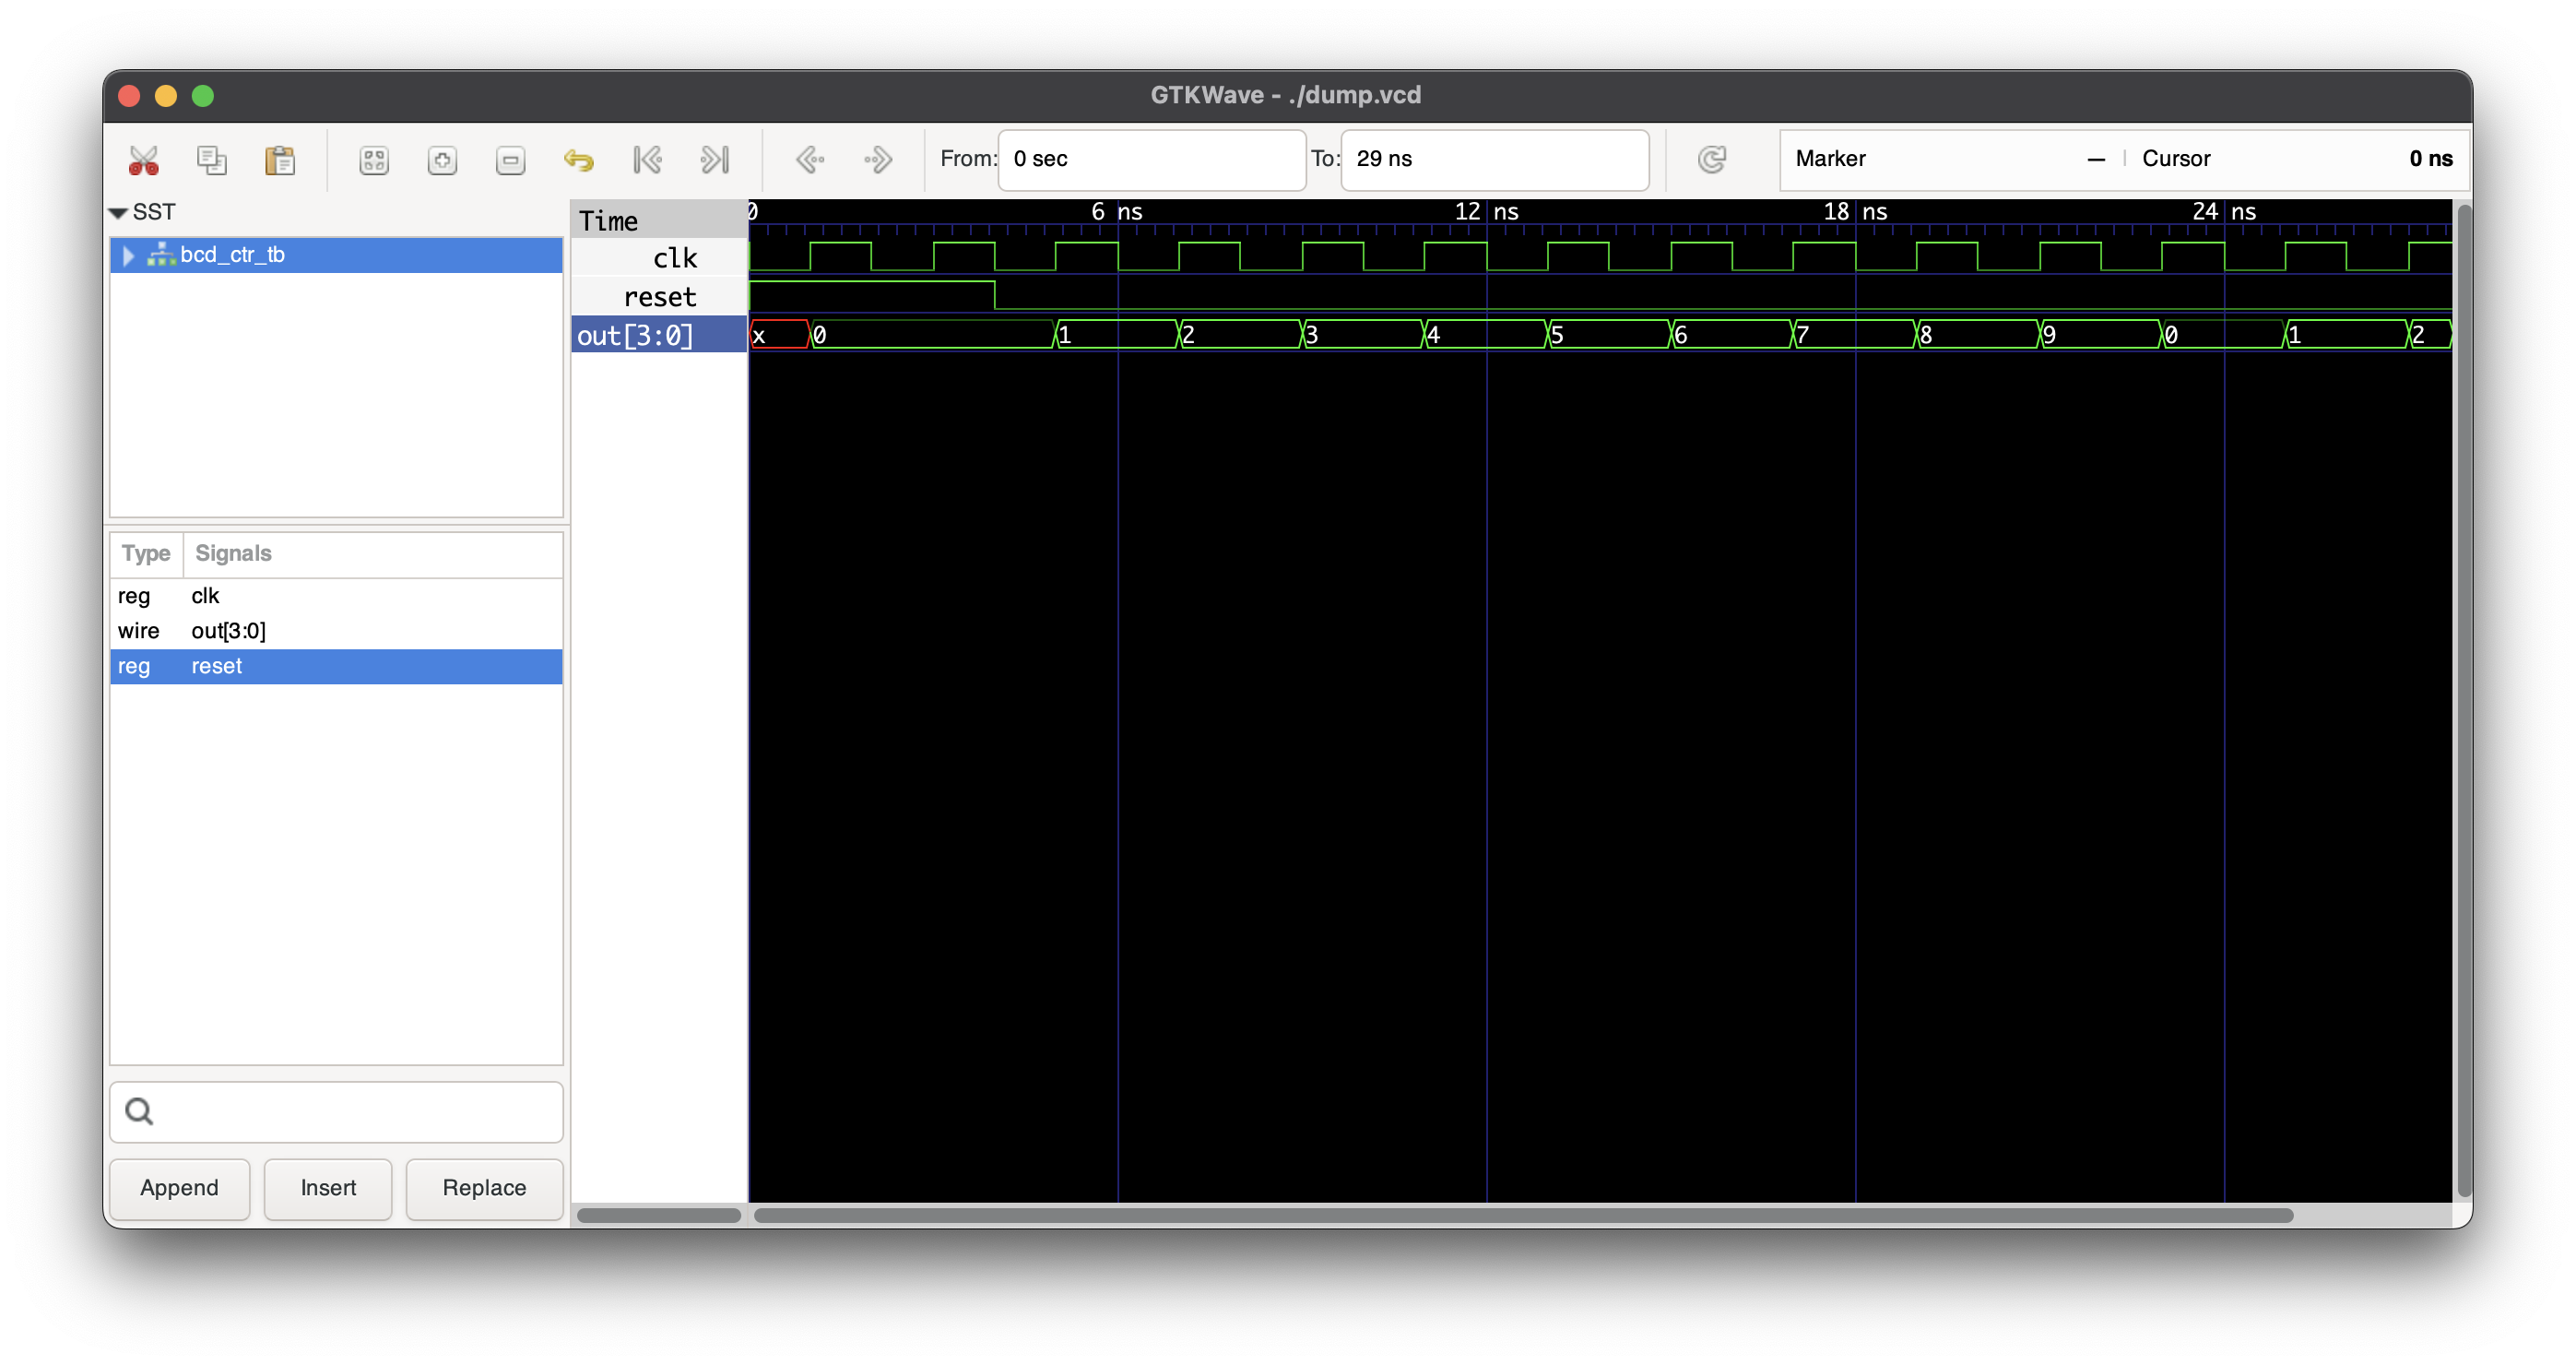 GTKWave - ./dump.vcd
From: 0 sec To: 29 ns Marker — | Cursor 0 ns
SST
bcd_ctr_tb
Type Signals
reg clk
wire out[3:0]
reg reset
Append Insert Replace
Time
clk
reset
out[3:0]
0 6 ns 12 ns 18 ns 24 ns
x 0 1 2 3 4 5 6 7 8 9 0 1 2